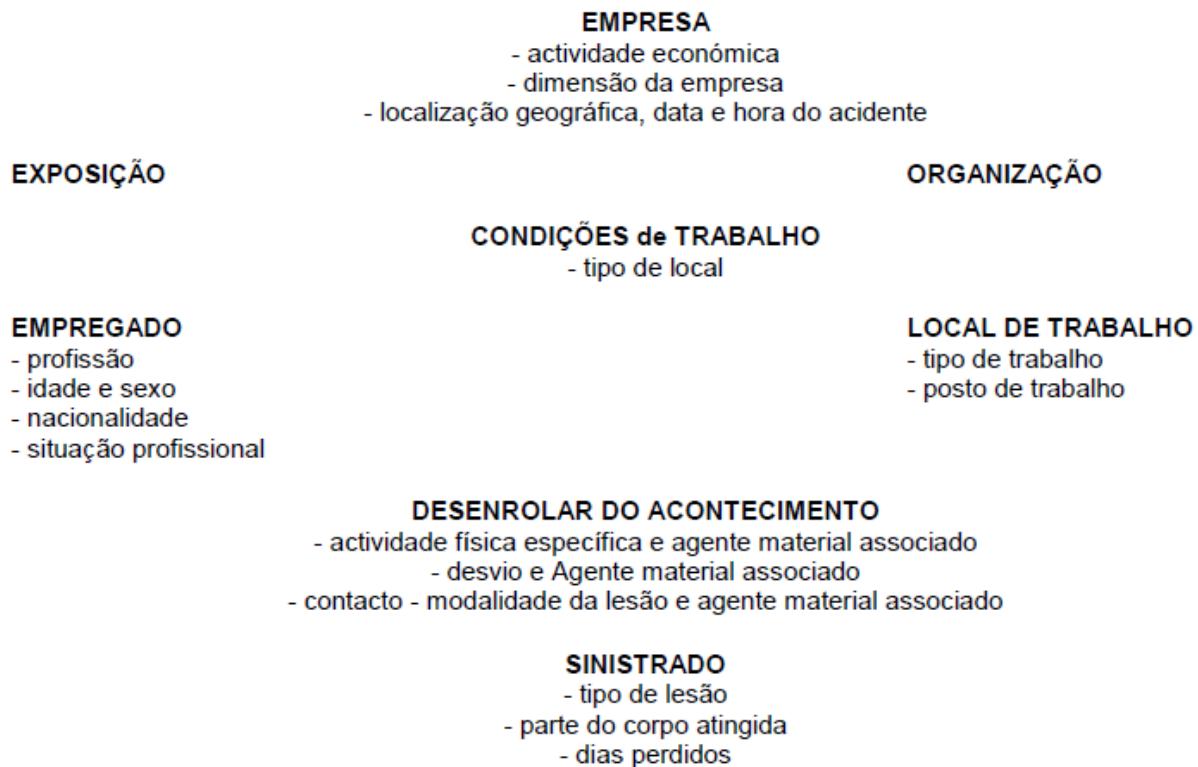 EMPRESA
- actividade económica
- dimensão da empresa
- localização geográfica, data e hora do acidente
EXPOSIÇÃO
ORGANIZAÇÃO
CONDIÇÕES de TRABALHO
- tipo de local
EMPREGADO
- profissão
- idade e sexo
- nacionalidade
- situação profissional
LOCAL DE TRABALHO
- tipo de trabalho
- posto de trabalho
DESENROLAR DO ACONTECIMENTO
- actividade física específica e agente material associado
- desvio e Agente material associado
- contacto - modalidade da lesão e agente material associado
SINISTRADO
- tipo de lesão
- parte do corpo atingida
- dias perdidos